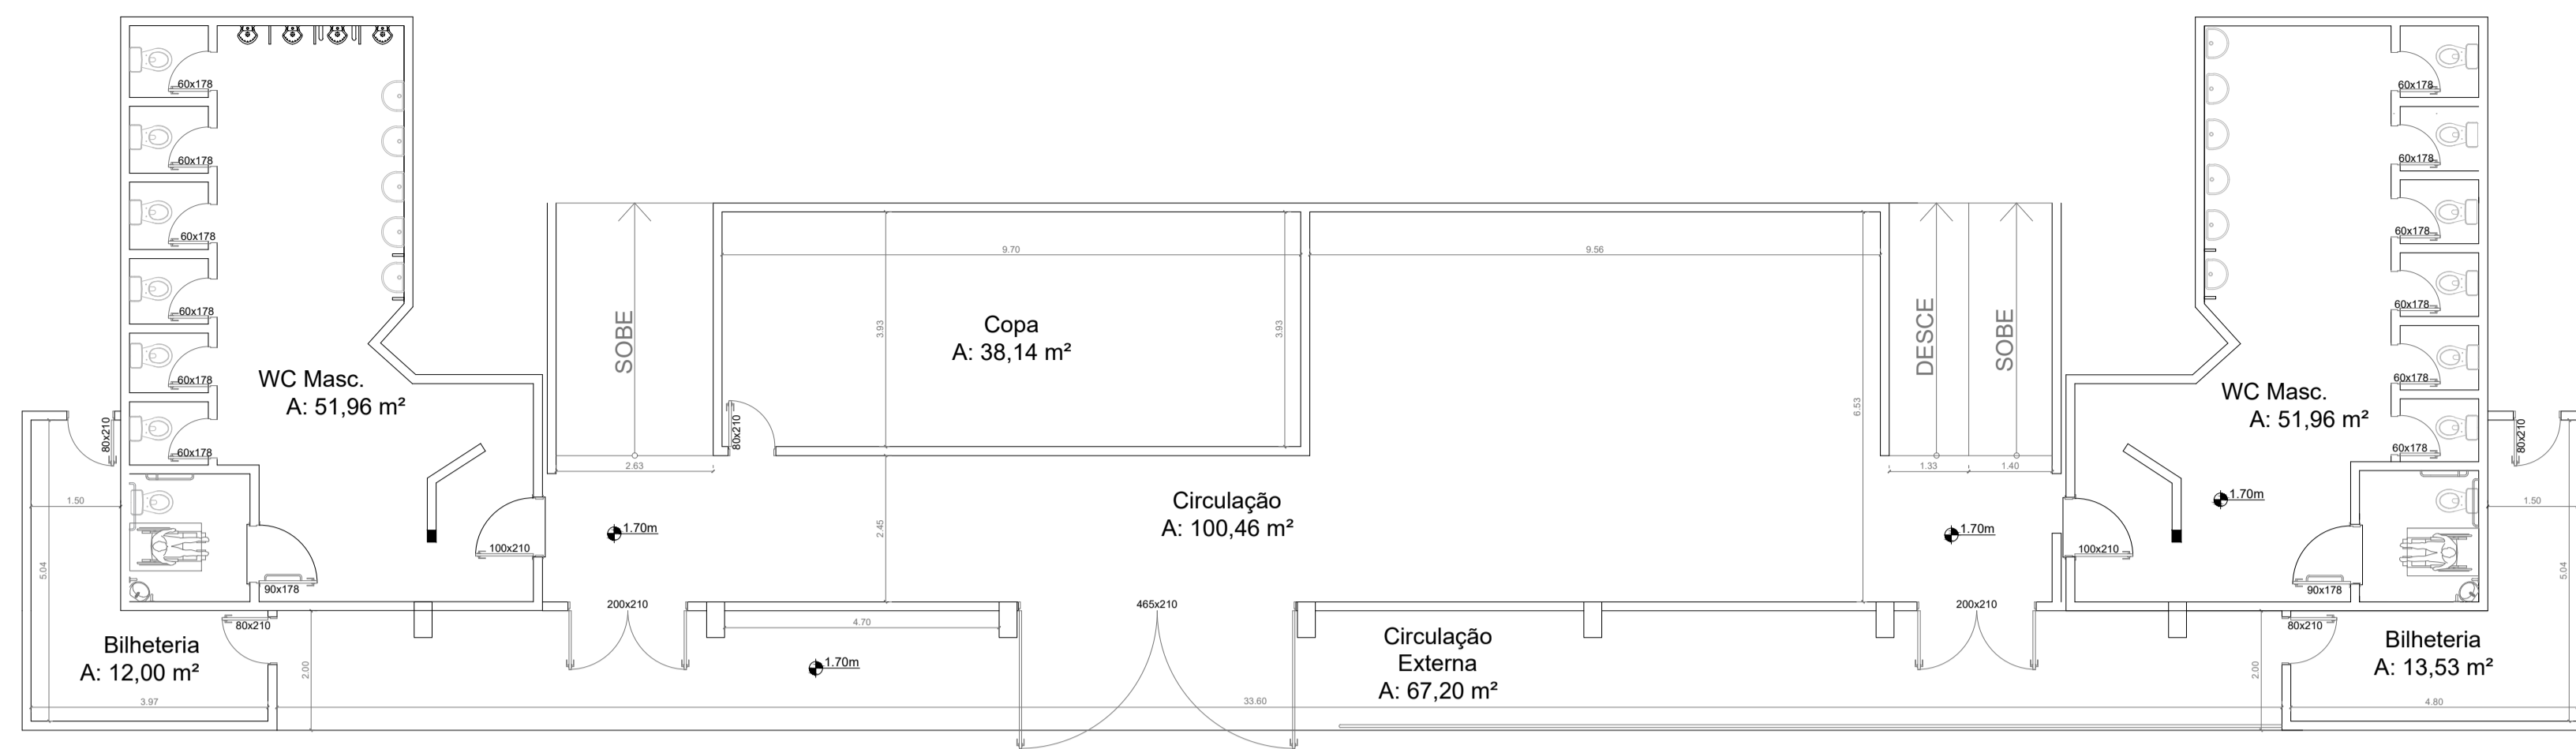 60x178
60x178
60x178
60x178
60x178
60x178
WC Masc.
A: 51,96 m²
80x210
1.50
5.04
90x178
100x210
80x210
Bilheteria
A: 12,00 m²
3.97
2.00
SOBE
2.63
1.70m
200x210
80x210
9.70
3.93
3.93
Copa
A: 38,14 m²
9.56
6.53
2.45
Circulação
A: 100,46 m²
465x210
4.70
1.70m
33.60
Circulação
Externa
A: 67,20 m²
DESCE
SOBE
1.33
1.40
1.70m
200x210
60x178
60x178
60x178
60x178
60x178
60x178
WC Masc.
A: 51,96 m²
1.70m
100x210
90x178
80x210
1.50
5.04
80x210
2.00
Bilheteria
A: 13,53 m²
4.80